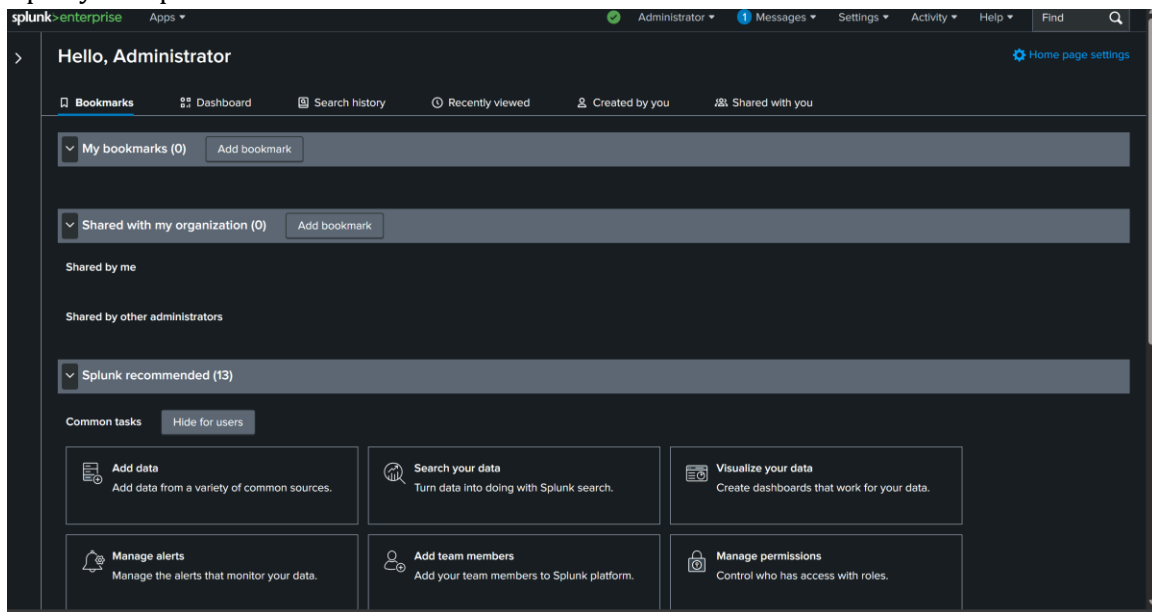 splunk>enterprise Apps Administrator 1 Messages Settings Activity Help Find
Hello, Administrator
Home page settings
Bookmarks Dashboard Search history Recently viewed Created by you Shared with you
My bookmarks (0) Add bookmark
Shared with my organization (0) Add bookmark
Shared by me
Shared by other administrators
Splunk recommended (13)
Common tasks Hide for users
Add data
Add data from a variety of common sources.
Search your data
Turn data into doing with Splunk search.
Visualize your data
Create dashboards that work for your data.
Manage alerts
Manage the alerts that monitor your data.
Add team members
Add your team members to Splunk platform.
Manage permissions
Control who has access with roles.